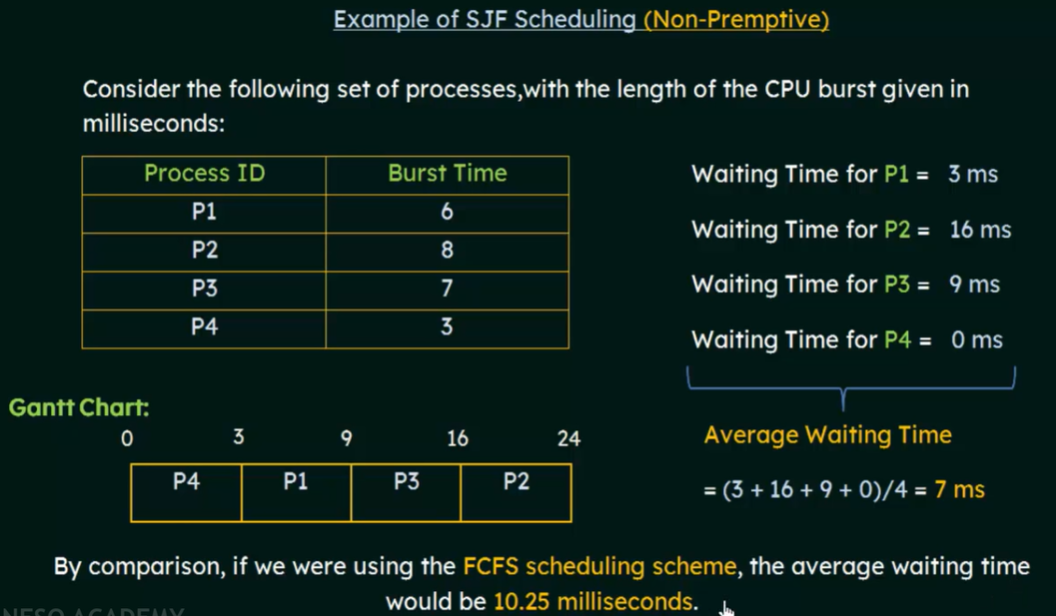 Example of SJF Scheduling (Non-Premptive)
Consider the following set of processes,with the length of the CPU burst given in
milliseconds:
Process ID Burst Time
P1 6
P2 8
P3 7
P4 3
Waiting Time for P1 = 3 ms
Waiting Time for P2 = 16 ms
Waiting Time for P3 = 9 ms
Waiting Time for P4 = 0 ms
Average Waiting Time
= (3 + 16 + 9 + 0)/4 = 7 ms
Gantt Chart:
0 3 9 16 24
P4 P1 P3 P2
By comparison, if we were using the FCFS scheduling scheme, the average waiting time
would be 10.25 milliseconds.
NESO ACADEMY